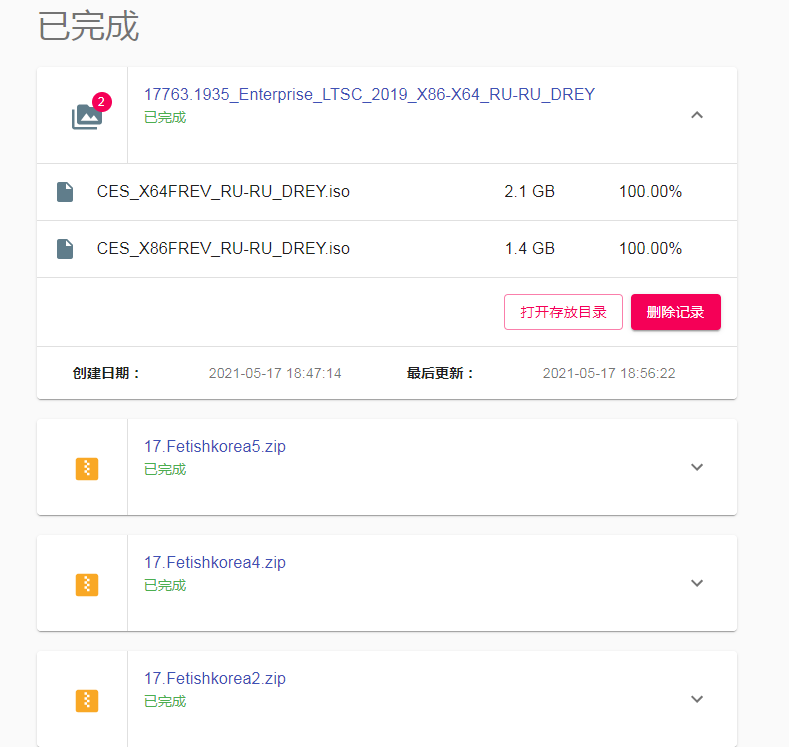 已完成
2
17763.1935_Enterprise_LTSC_2019_X86-X64_RU-RU_DREY
已完成
CES_X64FREV_RU-RU_DREY.iso 2.1 GB 100.00%
CES_X86FREV_RU-RU_DREY.iso 1.4 GB 100.00%
打开存放目录 删除记录
创建日期： 2021-05-17 18:47:14 最后更新： 2021-05-17 18:56:22
17.Fetishkorea5.zip
已完成
17.Fetishkorea4.zip
已完成
17.Fetishkorea2.zip
已完成